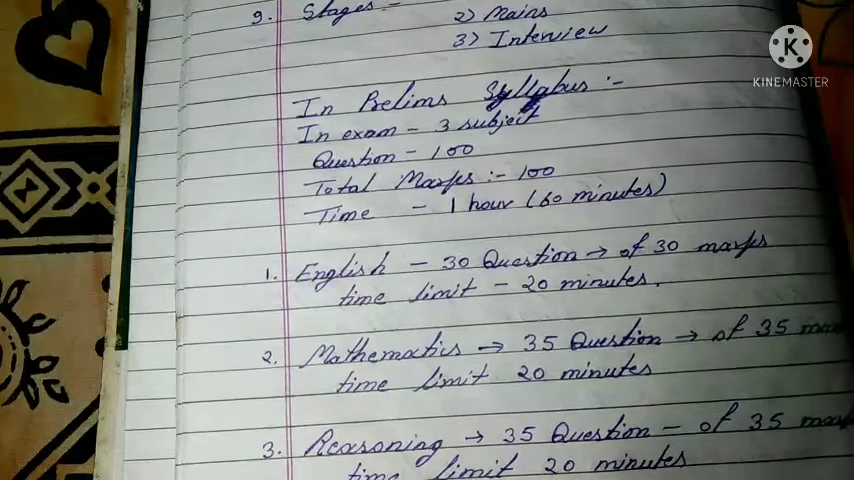 9. Stages :-
2) Mains
3) Interview
K
KINEMASTER
In Prelims Syllabus :-
In exam - 3 subject
Question - 100
Total Marks :- 100
Time - 1 hour (60 minutes)
1. English - 30 Question → of 30 marks
time limit - 20 minutes.
2. Mathematics → 35 Question → of 35
time limit 20 minutes
3. Reasoning → 35 Question - of 35
time limit 20 minutes